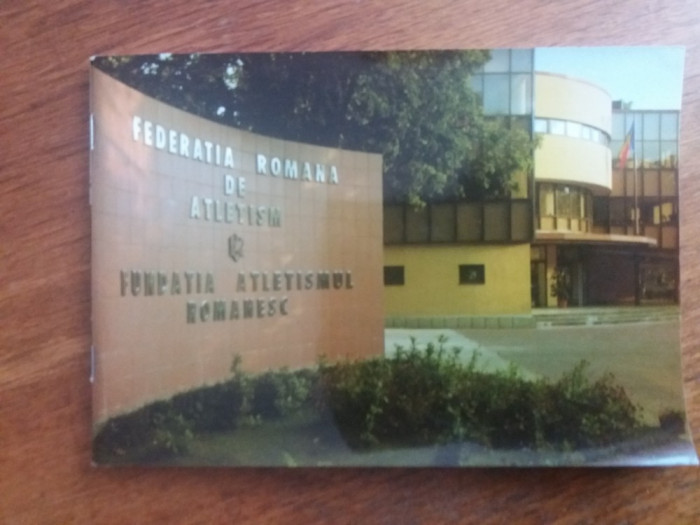 FEDERATIA ROMANA
DE
ATLETISM
FUNDATIA ATLETISMUL
ROMANESC